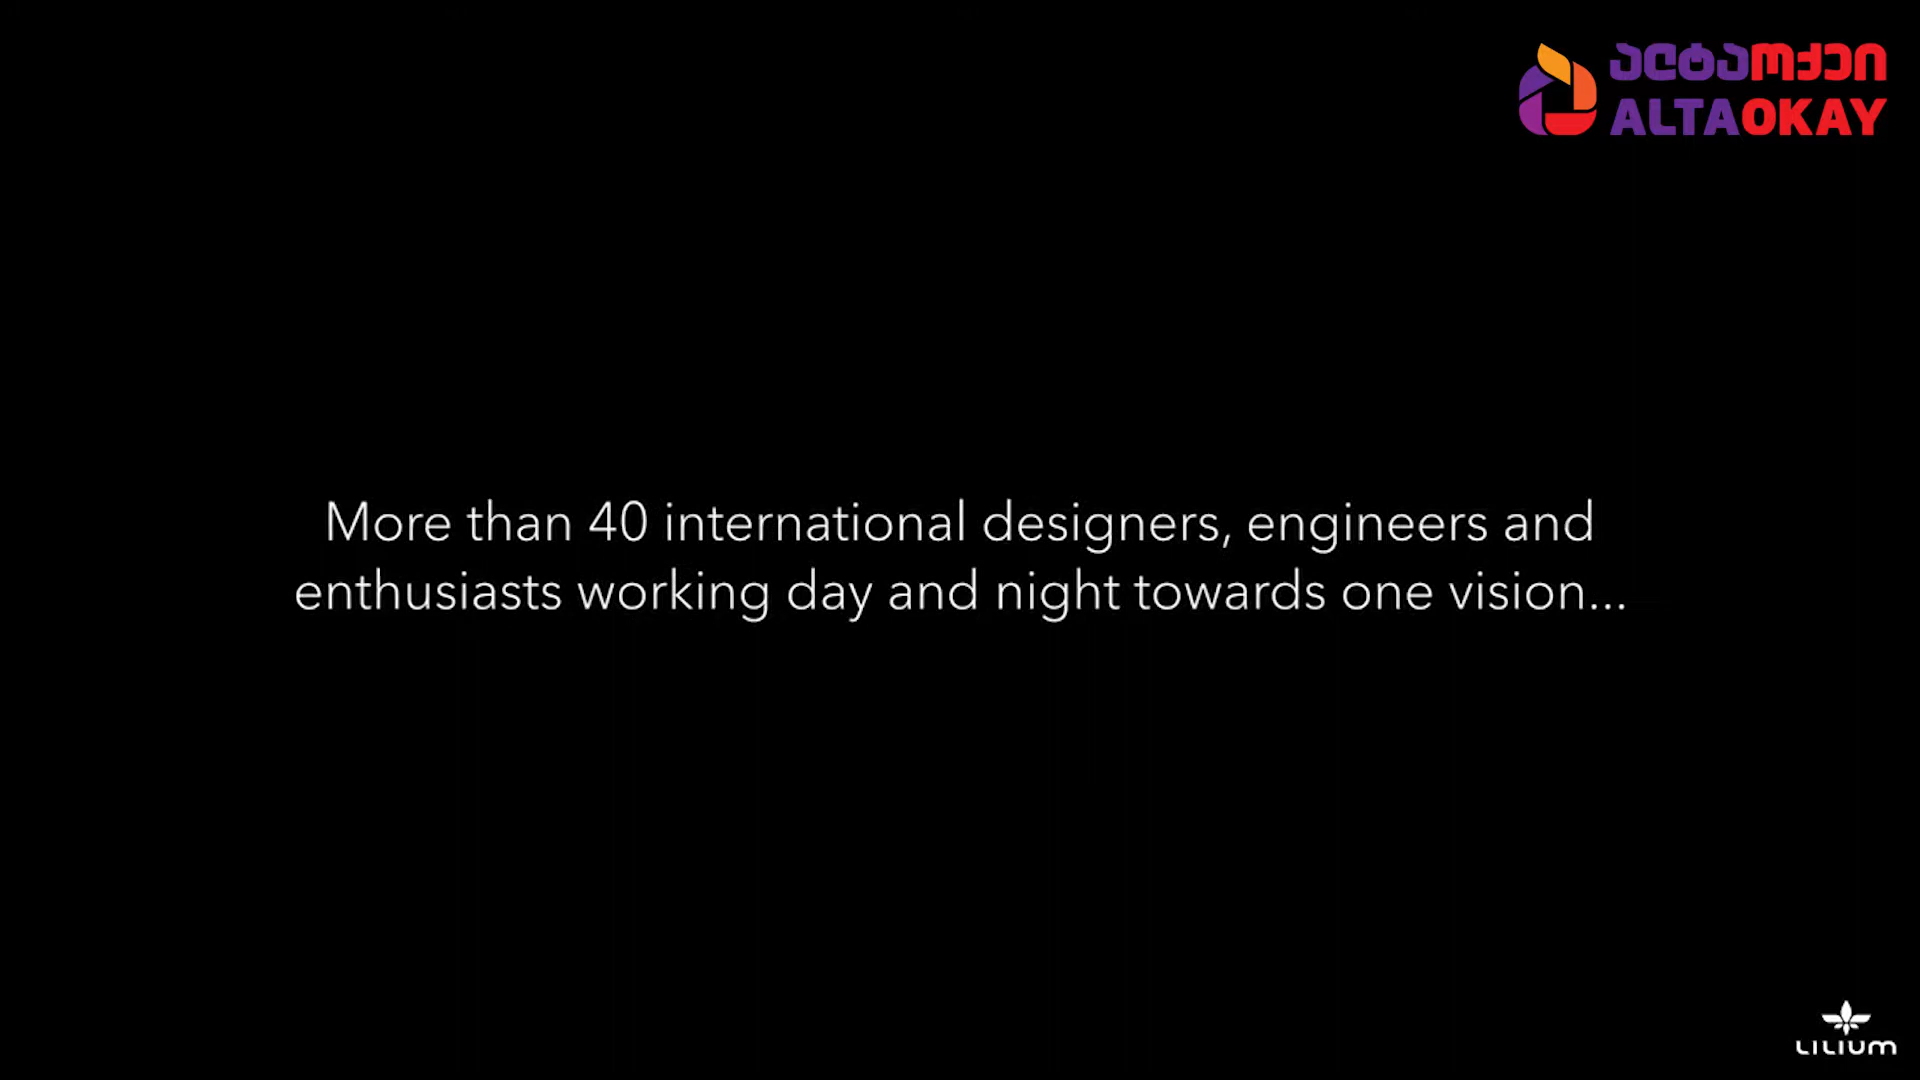 ალტაოქეი
ALTAOKAY
More than 40 international designers, engineers and
enthusiasts working day and night towards one vision...
LILIUM